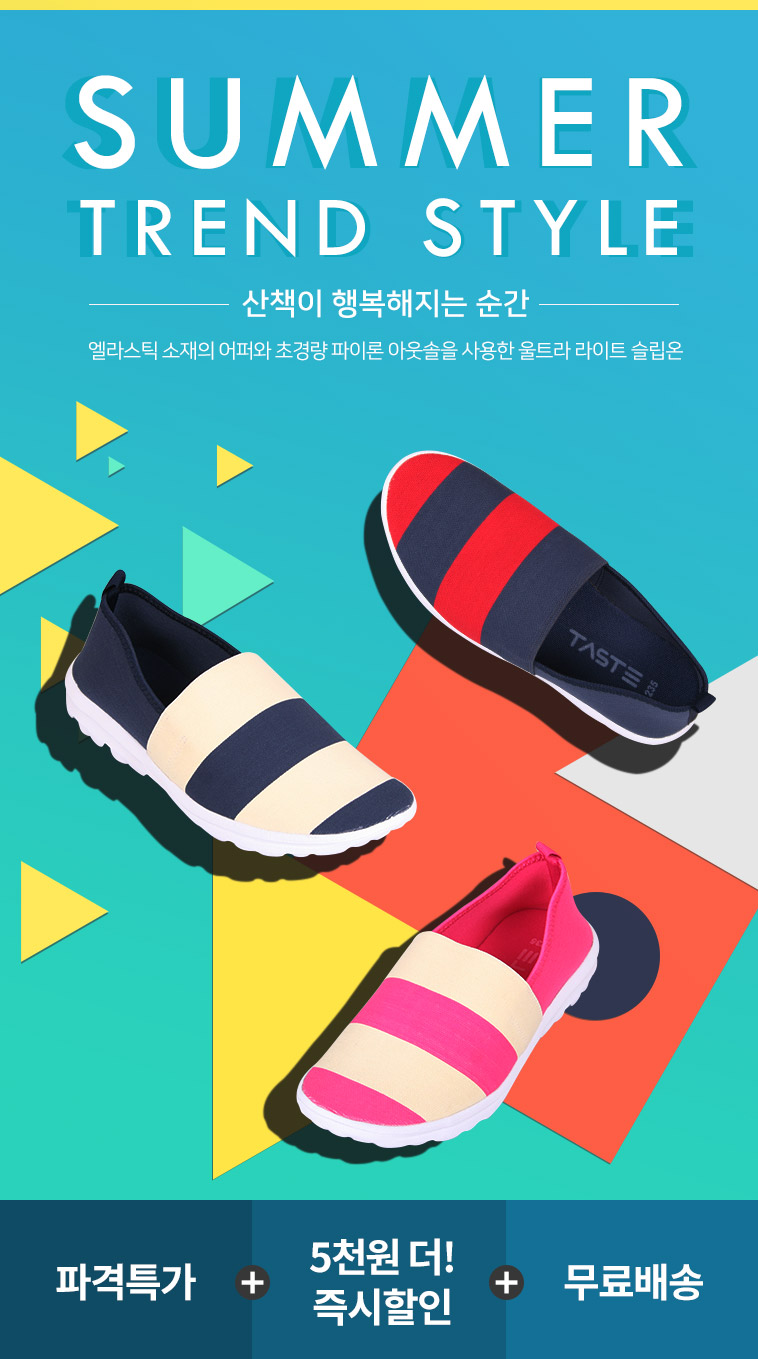 SUMMER
TREND STYLE
산책이 행복해지는 순간
엘라스틱 소재의 어퍼와 초경량 파이론 아웃솔을 사용한 울트라 라이트 슬립온
TASTE
235
파격특가 + 5천원 더! + 무료배송
즉시할인